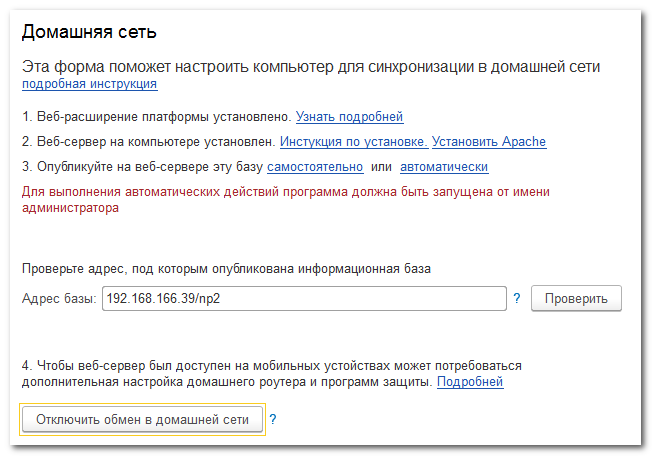 Домашняя сеть
Эта форма поможет настроить компьютер для синхронизации в домашней сети
подробная инструкция
1. Веб-расширение платформы установлено. Узнать подробней
2. Веб-сервер на компьютере установлен. Инстукция по установке. Установить Apache
3. Опубликуйте на веб-сервере эту базу самостоятельно или автоматически
Для выполнения автоматических действий программа должна быть запущена от имени
администратора
Проверьте адрес, под которым опубликована информационная база
Адрес базы: 192.168.166.39/np2 ? Проверить
4. Чтобы веб-сервер был доступен на мобильных устойствах может потребоваться
дополнительная настройка домашнего роутера и программ защиты. Подробней
Отключить обмен в домашней сети ?